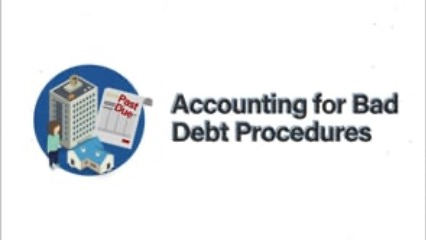 Past
Due
Accounting for Bad
Debt Procedures